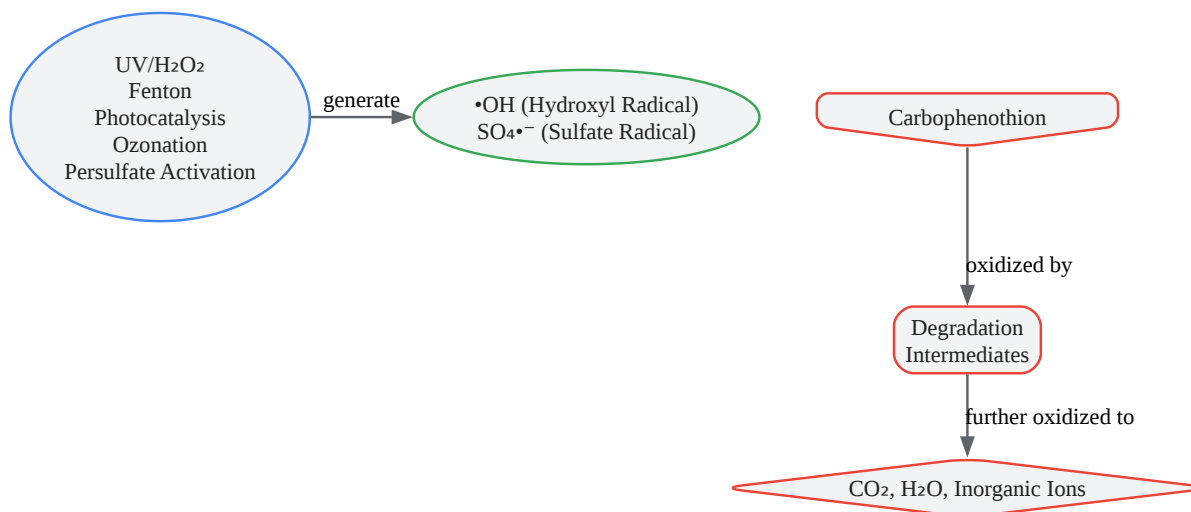 UV/H₂O₂
Fenton
Photocatalysis
Ozonation
Persulfate Activation
generate
•OH (Hydroxyl Radical)
SO₄•⁻ (Sulfate Radical)
Carbophenothion
oxidized by
Degradation
Intermediates
further oxidized to
CO₂, H₂O, Inorganic Ions